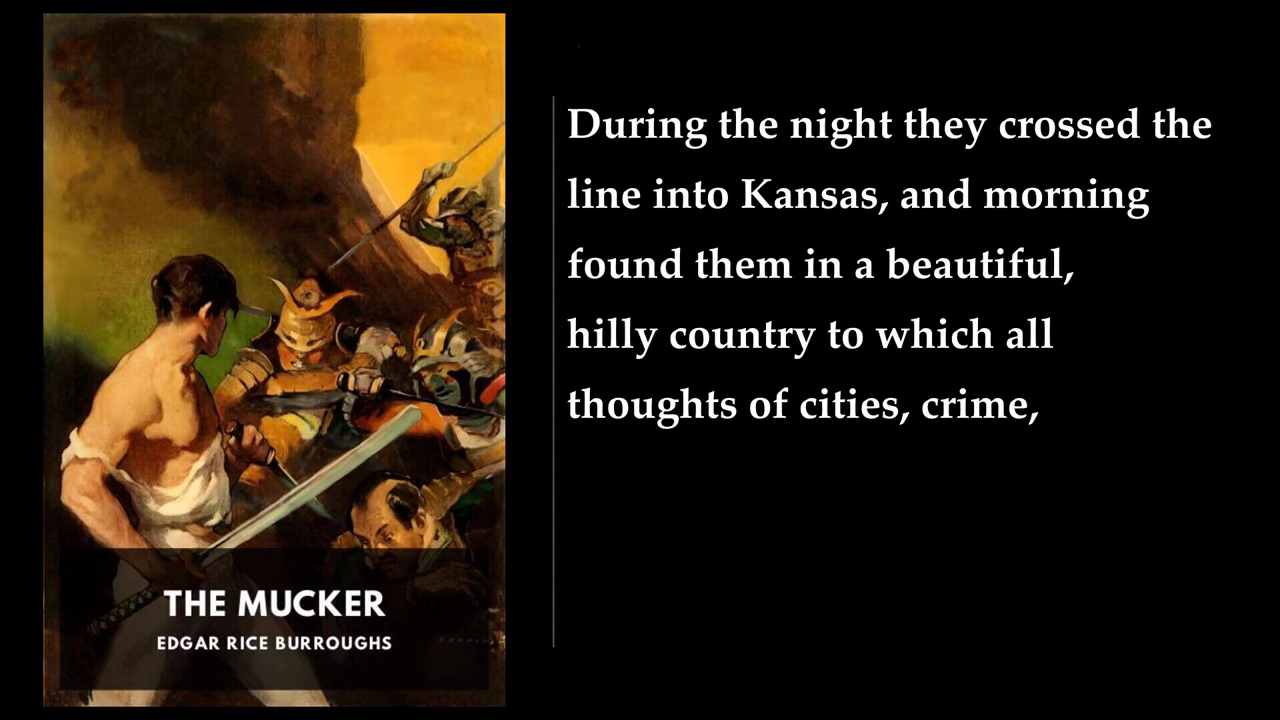 During the night they crossed the
line into Kansas, and morning
found them in a beautiful,
hilly country to which all
thoughts of cities, crime,
THE MUCKER
EDGAR RICE BURROUGHS